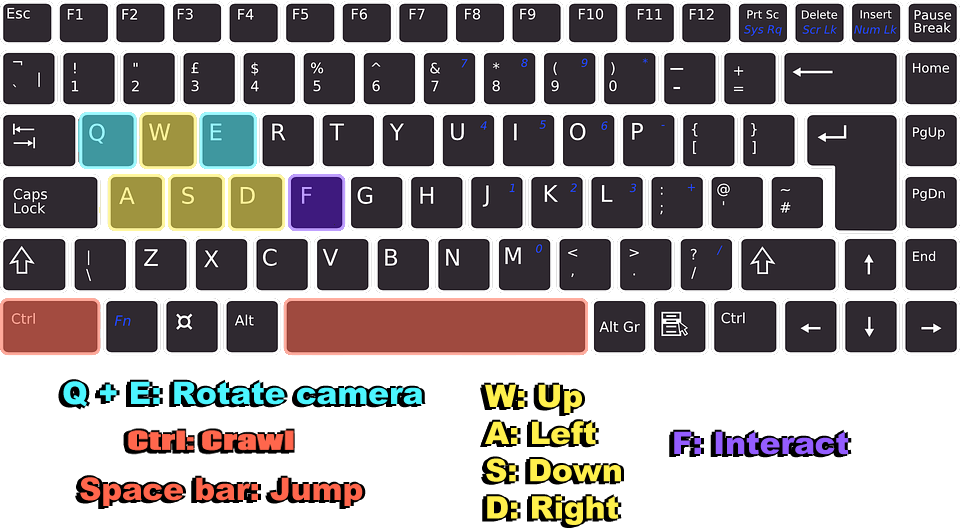 Esc F1 F2 F3 F4 F5 F6 F7 F8 F9 F10 F11 F12 Prt Sc Delete Insert Pause
Sys Rq Scr Lk Num Lk Break
¬ | ! " £ $ % ^ & 7 * 8 ( 9 ) * — + Home
` 1 2 3 4 5 6 7 8 9 0 - =
Q W E R T Y U 4 I 5 O 6 P - { } PgUp
[ ]
Caps A S D F G H J 1 K 2 L 3 : + @ ~ PgDn
Lock ; ' #
| Z X C V B N M 0 < > ? / End
\ , . /
Ctrl Fn Alt Alt Gr Ctrl
Q + E: Rotate camera
Ctrl: Crawl
Space bar: Jump
W: Up
A: Left
S: Down
D: Right
F: Interact